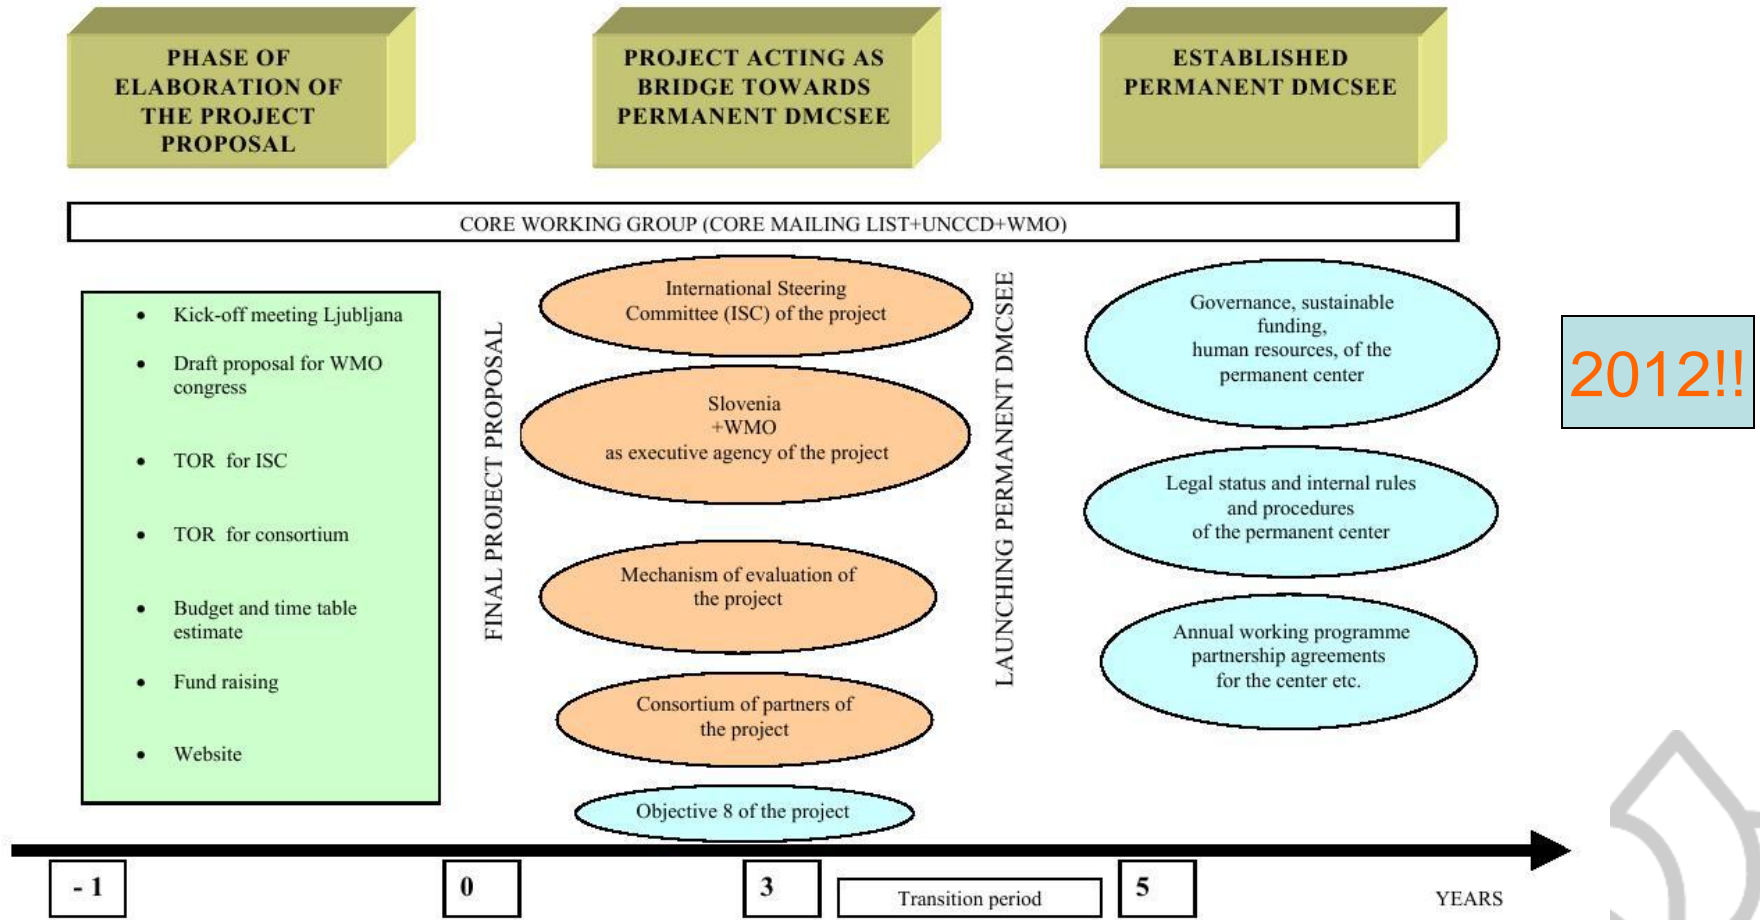 PHASE OF
ELABORATION OF
THE PROJECT
PROPOSAL
PROJECT ACTING AS
BRIDGE TOWARDS
PERMANENT DMCSEE
ESTABLISHED
PERMANENT DMCSEE
CORE WORKING GROUP (CORE MAILING LIST+UNCCD+WMO)
• Kick-off meeting Ljubljana
• Draft proposal for WMO
congress
• TOR for ISC
• TOR for consortium
• Budget and time table
estimate
• Fund raising
• Website
FINAL PROJECT PROPOSAL
International Steering
Committee (ISC) of the project
Slovenia
+WMO
as executive agency of the project
Mechanism of evaluation of
the project
Consortium of partners of
the project
Objective 8 of the project
LAUNCHING PERMANENT DMCSEE
Governance, sustainable
funding,
human resources, of the
permanent center
Legal status and internal rules
and procedures
of the permanent center
Annual working programme
partnership agreements
for the center etc.
2012!!
- 1
0
3
Transition period
5
YEARS